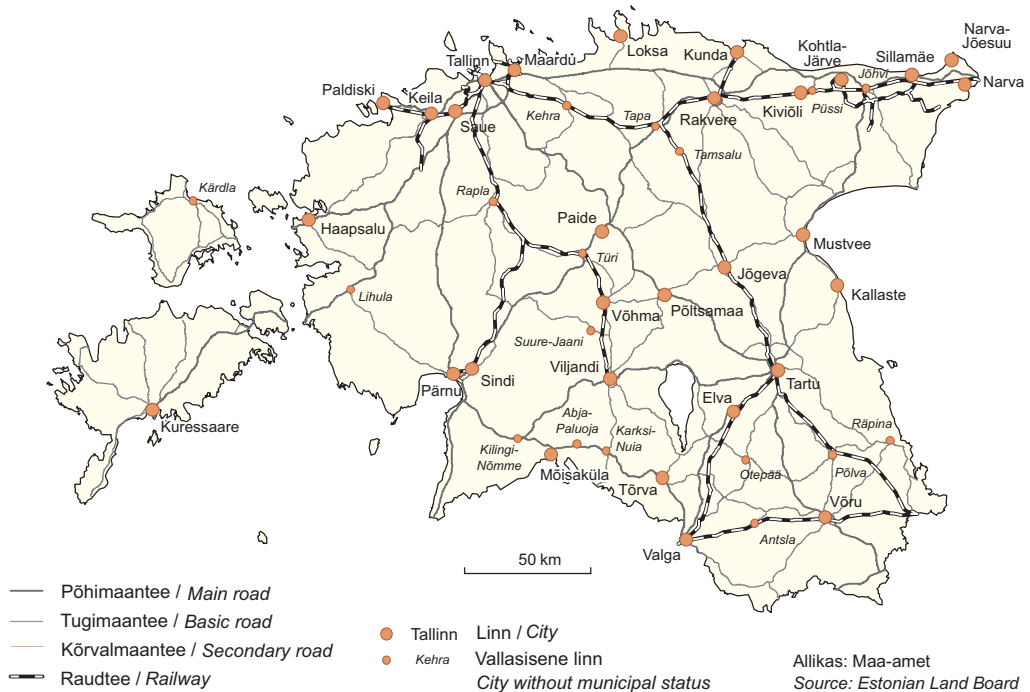 Loksa
Kunda
Kohtla-
Järve
Sillamäe
Narva-
Jõesuu
Tallinn
Maardu
Jõhvi
Narva
Paldiski
Keila
Saue
Kehra
Tapa
Rakvere
Kiviõli
Püssi
Tamsalu
Kärdla
Rapla
Haapsalu
Paide
Mustvee
Türi
Jõgeva
Lihula
Kallaste
Võhma
Põltsamaa
Suure-Jaani
Viljandi
Pärnu
Sindi
Tartu
Elva
Kuressaare
Abja-
Paluoja
Karksi-
Nuia
Räpina
Kilingi-
Nõmme
Mõisaküla
Otepää
Põlva
Tõrva
Võru
Antsla
Valga
50 km
Põhimaantee / Main road
Tugimaantee / Basic road
Kõrvalmaantee / Secondary road
Raudtee / Railway
Tallinn Linn / City
Kehra Vallasisene linn
City without municipal status
Allikas: Maa-amet
Source: Estonian Land Board